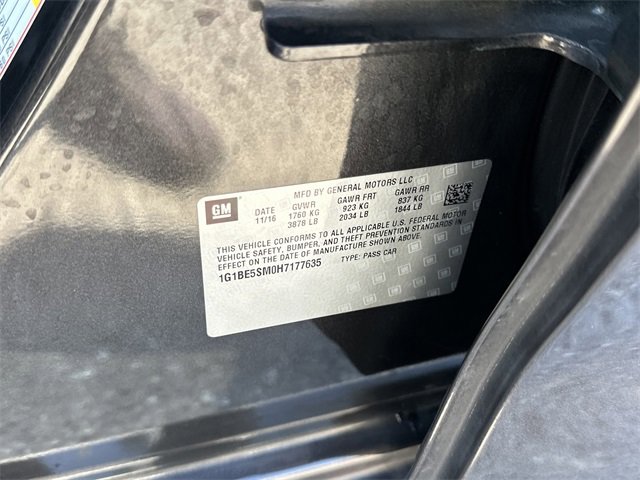 MFD BY GENERAL MOTORS LLC
GM
DATE GVWR GAWR FRT GAWR RR
11/16 1760 KG 923 KG 837 KG
3878 LB 2034 LB 1844 LB
THIS VEHICLE CONFORMS TO ALL APPLICABLE U.S. FEDERAL MOTOR
VEHICLE SAFETY, BUMPER, AND THEFT PREVENTION STANDARDS IN
EFFECT ON THE DATE OF MANUFACTURE SHOWN ABOVE.
1G1BE5SM0H7177635 TYPE: PASS CAR